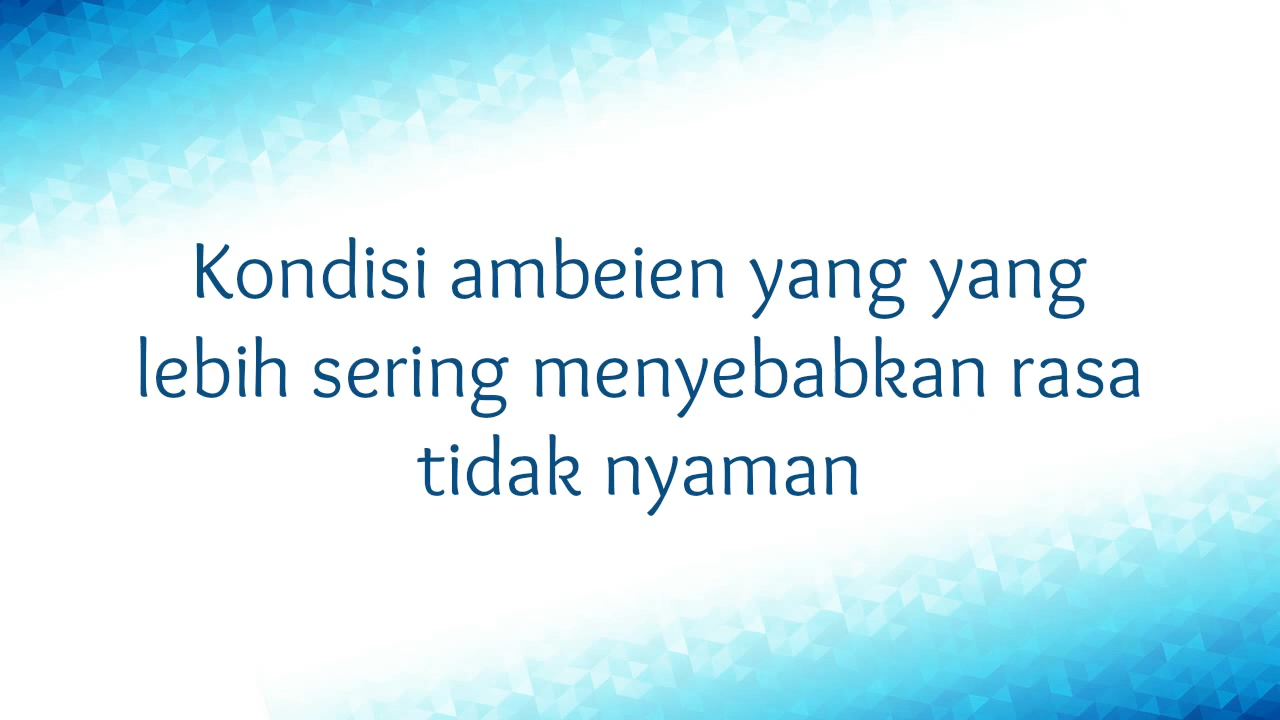 Kondisi ambeien yang yang
lebih sering menyebabkan rasa
tidak nyaman